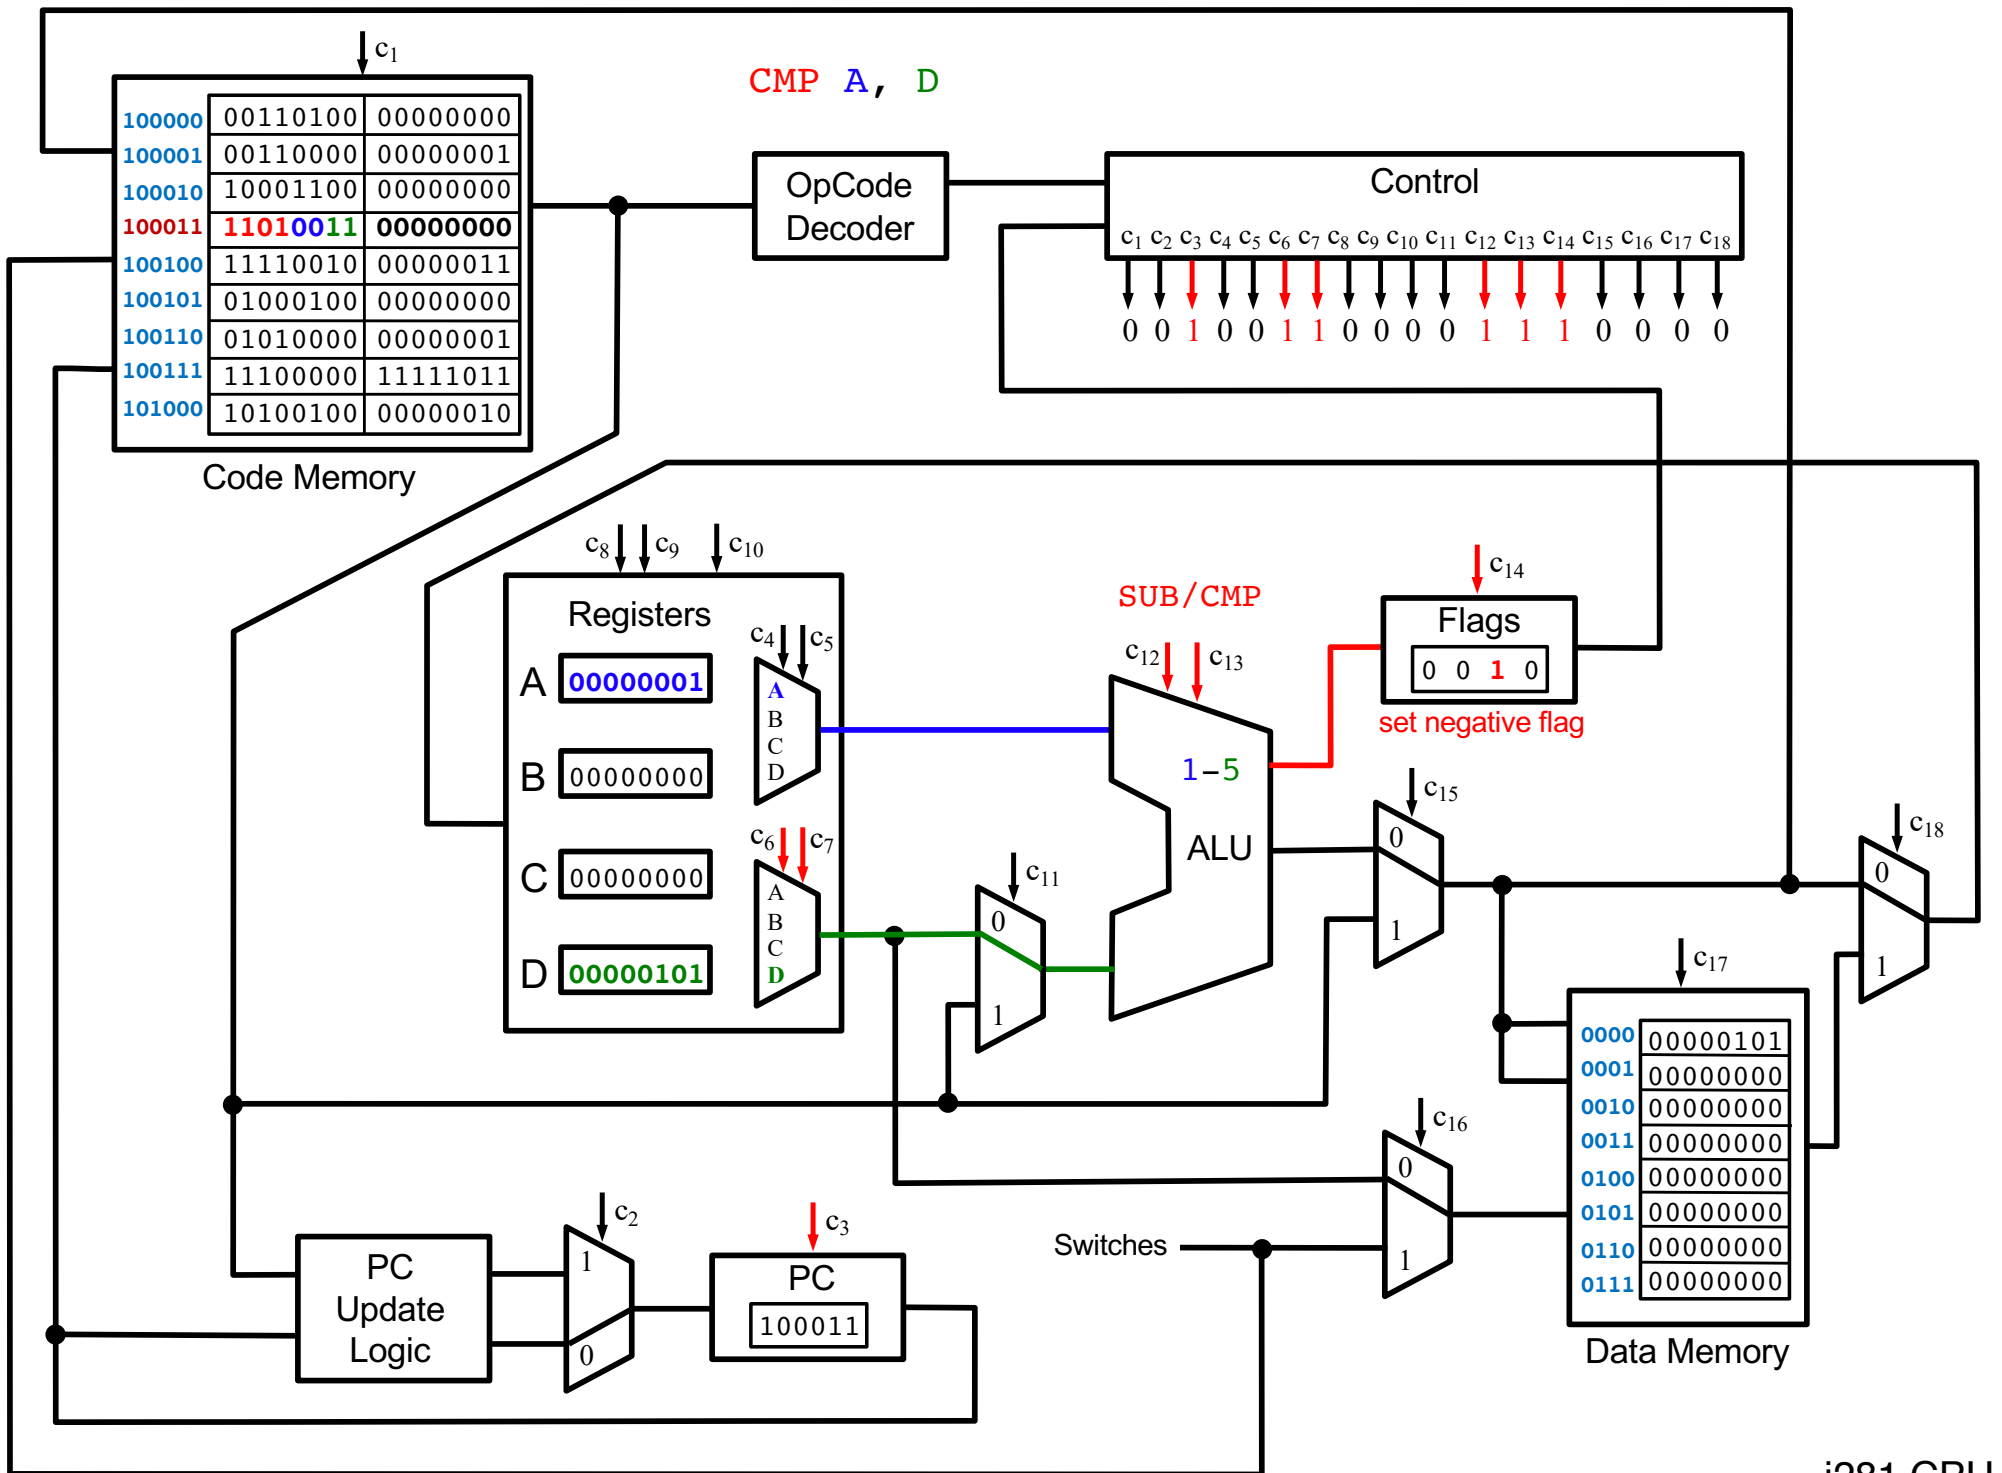 c1
CMP A, D
100000 00110100 00000000
100001 00110000 00000001
100010 10001100 00000000
100011 11010011 00000000
100100 11110010 00000011
100101 01000100 00000000
100110 01010000 00000001
100111 11100000 11111011
101000 10100100 00000010
Code Memory
OpCode
Decoder
Control
c1 c2 c3 c4 c5 c6 c7 c8 c9 c10 c11 c12 c13 c14 c15 c16 c17 c18
0 0 1 0 0 1 1 0 0 0 0 1 1 1 0 0 0 0
c8 c9 c10
Registers
A 00000001
B 00000000
C 00000000
D 00000101
c4 c5
A
B
C
D
c6 c7
A
B
C
D
c11
0
1
SUB/CMP
c12 c13
1-5
ALU
c14
Flags
0 0 1 0
set negative flag
c15
0
1
c18
0
1
c17
0000 00000101
0001 00000000
0010 00000000
0011 00000000
0100 00000000
0101 00000000
0110 00000000
0111 00000000
Data Memory
c16
0
1
Switches
PC
Update
Logic
c2
1
0
c3
PC
100011
i281 CPU